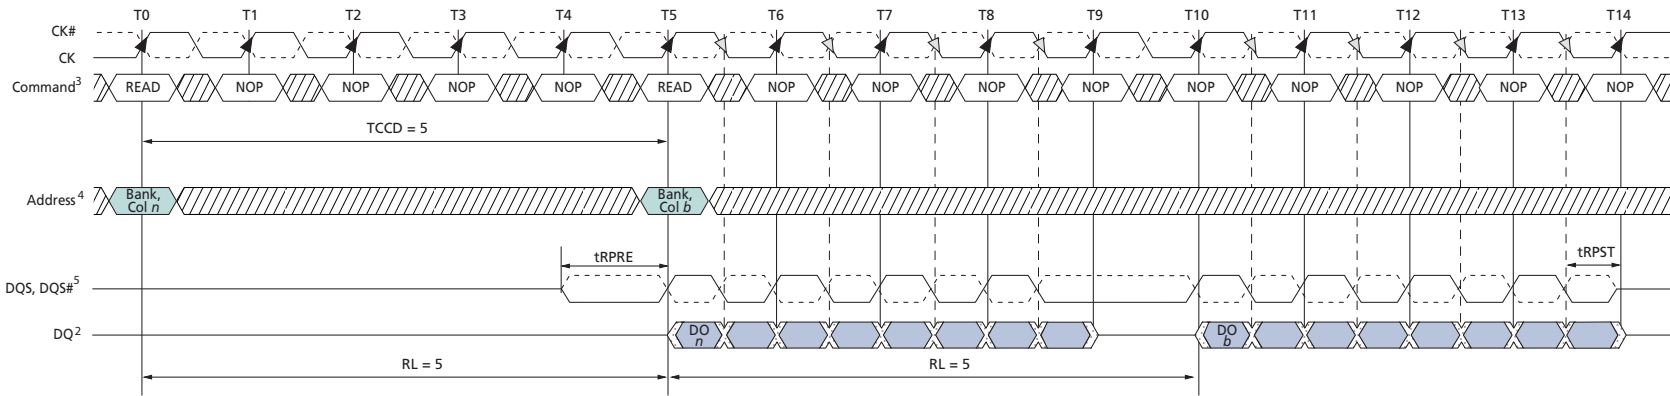 T0 T1 T2 T3 T4 T5 T6 T7 T8 T9 T10 T11 T12 T13 T14
CK#
CK
Command3 READ NOP NOP NOP NOP READ NOP NOP NOP NOP NOP NOP NOP NOP NOP
TCCD = 5
Address4 Bank, Col n Bank, Col b
tRPRE tRPST
DQS, DQS#5
DQ2 DO n DO b
RL = 5 RL = 5